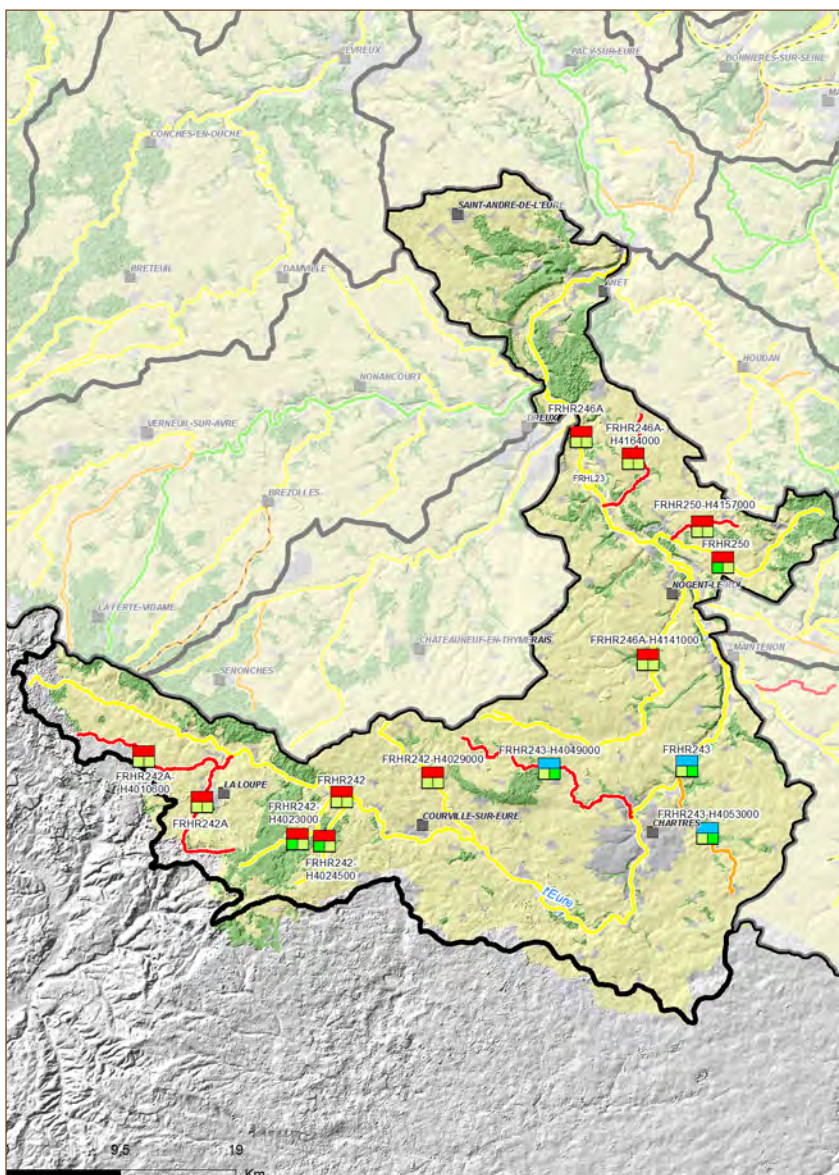 EVREUX
PACY-SUR-EURE
BONNIERES-SUR-SEINE
CONCHES-EN-OUCHE
SAINT-ANDRE-DE-L'EURE
BRETEUIL
DAMVILLE
ANET
NONANCOURT
HOUDAN
VERNEUIL-SUR-AVRE
DREUX
FRHR246A
FRHR246A-
H4164000
BREZOLLES
FRHL23
FRHR250-H4157000
FRHR250
NOGENT-LE-ROI
LA FERTE-VIDAME
CHATEAUNEUF-EN-THYMERAIS
FRHR246A-H4141000
MAINTENON
SENONCHES
FRHR242A-
H4010600
LA LOUPE
FRHR242A
FRHR242-
H4023000
FRHR242
FRHR242-H4029000
FRHR243-H4049000
FRHR243
FRHR243-H4053000
COURVILLE-SUR-EURE
CHARTRES
FRHR242-
H4024500
l'Eure
9,5
19
Km